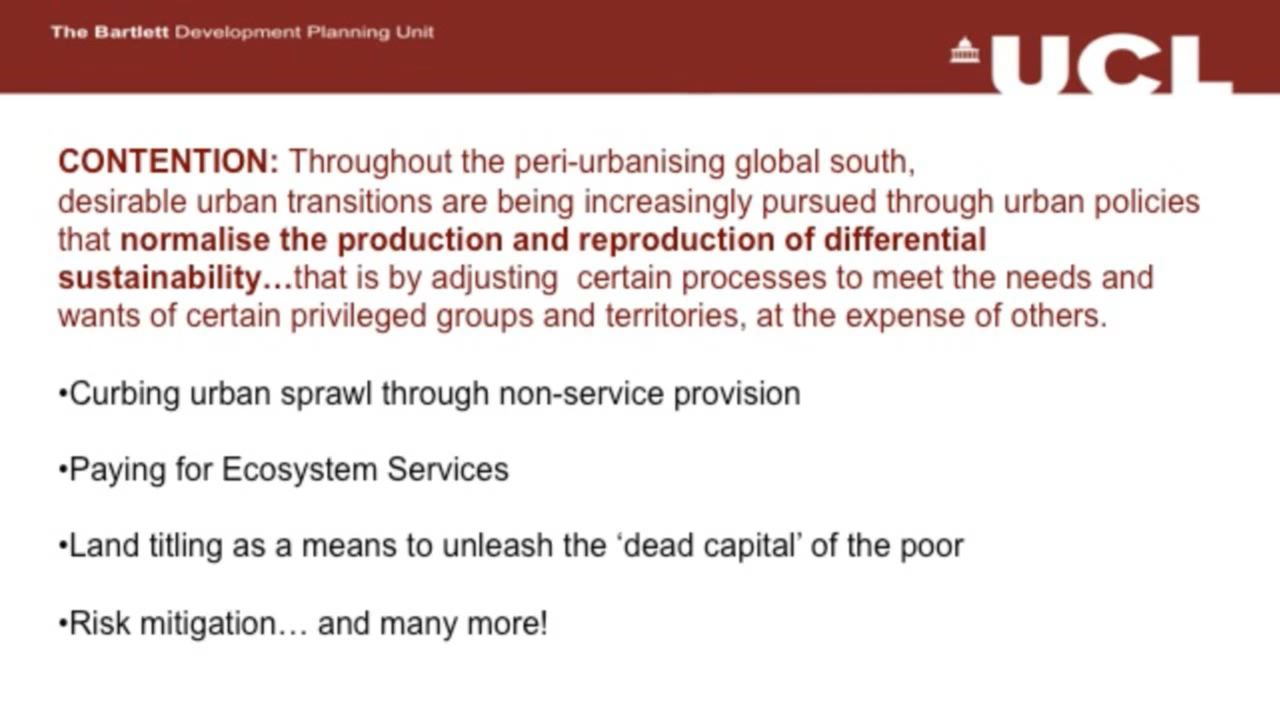 The Bartlett Development Planning Unit
UCL
CONTENTION: Throughout the peri-urbanising global south,
desirable urban transitions are being increasingly pursued through urban policies
that normalise the production and reproduction of differential
sustainability…that is by adjusting  certain processes to meet the needs and
wants of certain privileged groups and territories, at the expense of others.
•Curbing urban sprawl through non-service provision
•Paying for Ecosystem Services
•Land titling as a means to unleash the ‘dead capital’ of the poor
•Risk mitigation… and many more!